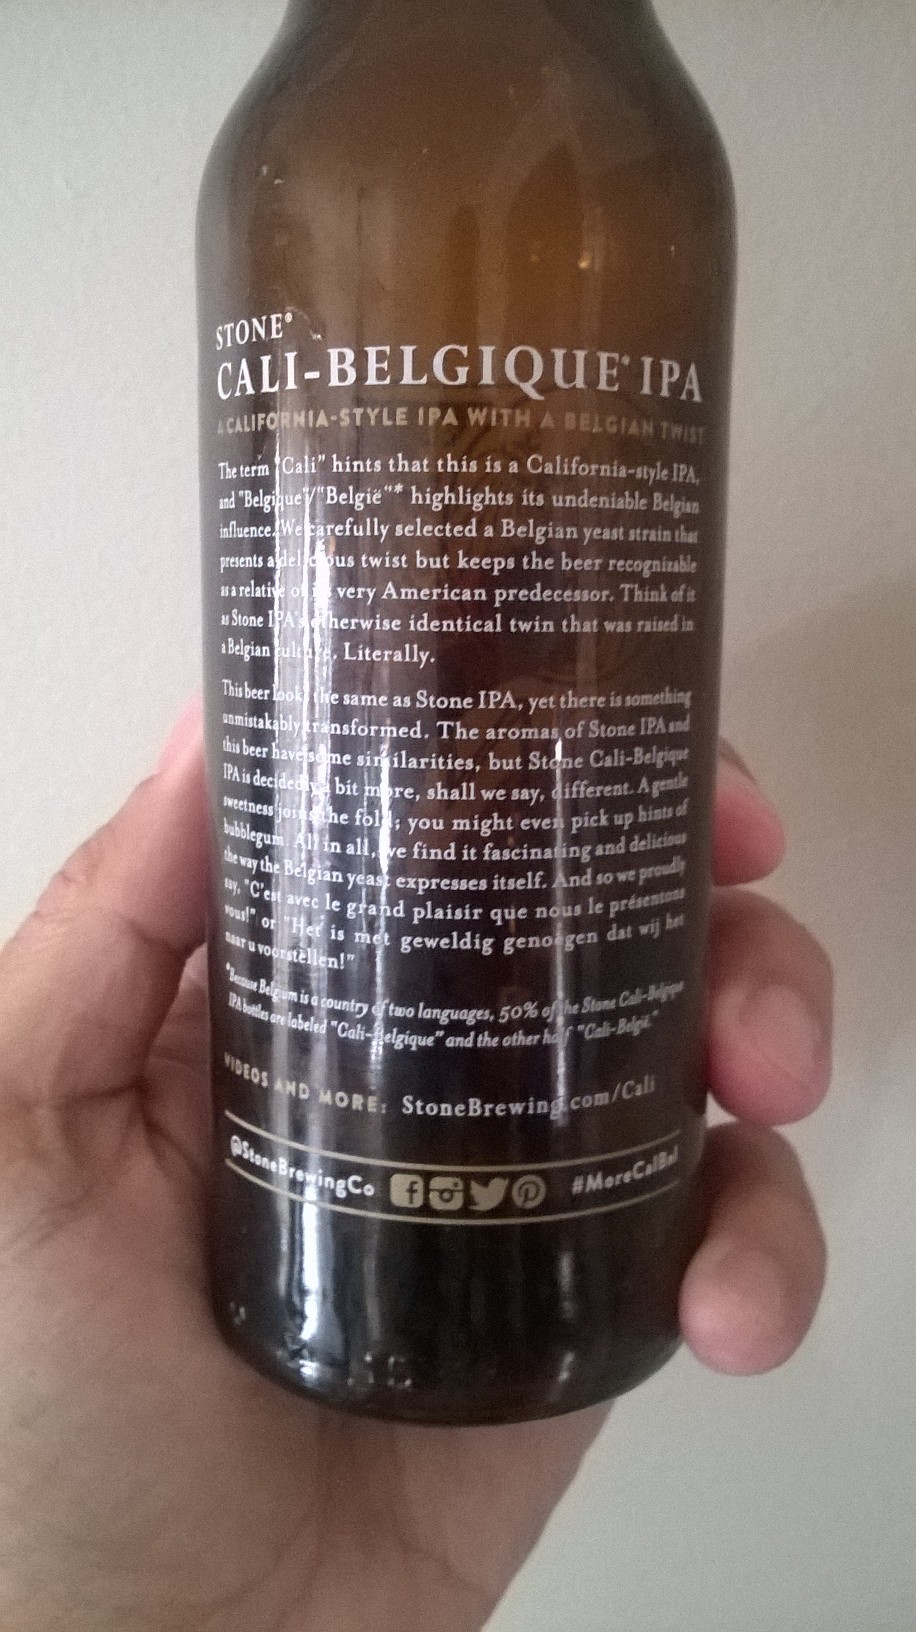 STONE®
CALI-BELGIQUE® IPA
A CALIFORNIA-STYLE IPA WITH A BELGIAN TWIST
The term "Cali" hints that this is a California-style IPA,
and "Belgique"/"België"* highlights its undeniable Belgian
influence. We carefully selected a Belgian yeast strain that
presents a delicious twist but keeps the beer recognizable
as a relative of its very American predecessor. Think of it
as Stone IPA's otherwise identical twin that was raised in
a Belgian culture. Literally.
This beer looks the same as Stone IPA, yet there is something
unmistakably transformed. The aromas of Stone IPA and
this beer have some similarities, but Stone Cali-Belgique
IPA is decidedly a bit more, shall we say, different. A gentle
sweetness joins the fold; you might even pick up hints of
bubblegum. All in all, we find it fascinating and delicious
the way the Belgian yeast expresses itself. And so we proudly
say, "C'est avec le grand plaisir que nous le présentons
vous!" or "Het is met geweldig genoegen dat wij het
naar u voorstellen!"
*Because Belgium is a country of two languages, 50% of the Stone Cali-Belgique
IPA bottles are labeled "Cali-Belgique" and the other half "Cali-België."
VIDEOS AND MORE: StoneBrewing.com/Cali
@StoneBrewingCo #MoreCalBel